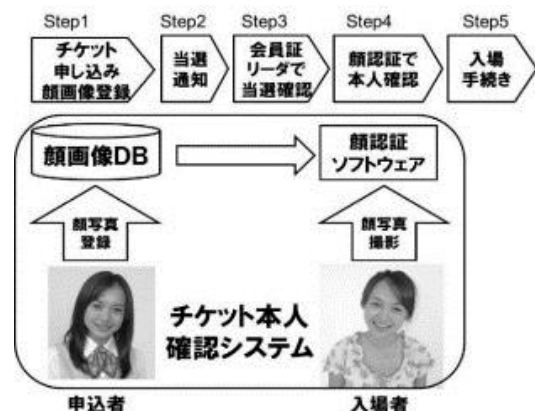 Step1
Step2
Step3
Step4
Step5
チケット
申し込み
顔画像登録
当選
通知
会員証
リーダで
当選確認
顔認証で
本人確認
入場
手続き
顔画像DB
顔認証
ソフトウェア
顔写真
登録
顔写真
撮影
チケット本人
確認システム
申込者
入場者